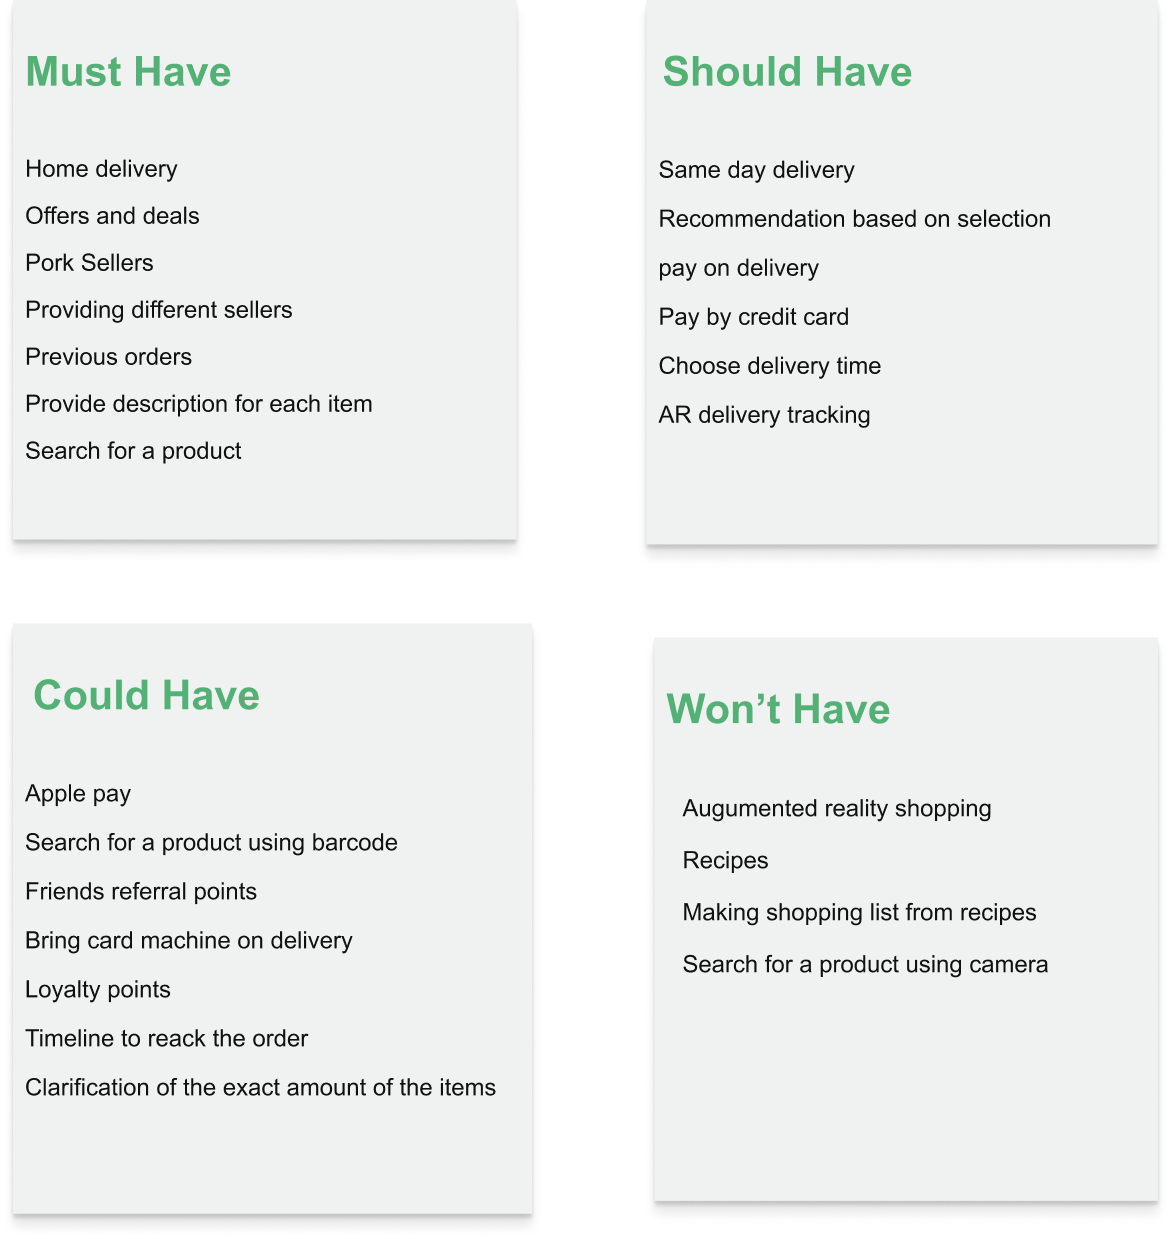 Must Have
Home delivery
Offers and deals
Pork Sellers
Providing different sellers
Previous orders
Provide description for each item
Search for a product
Should Have
Same day delivery
Recommendation based on selection
pay on delivery
Pay by credit card
Choose delivery time
AR delivery tracking
Could Have
Apple pay
Search for a product using barcode
Friends referral points
Bring card machine on delivery
Loyalty points
Timeline to reack the order
Clarification of the exact amount of the items
Won’t Have
Augumented reality shopping
Recipes
Making shopping list from recipes
Search for a product using camera